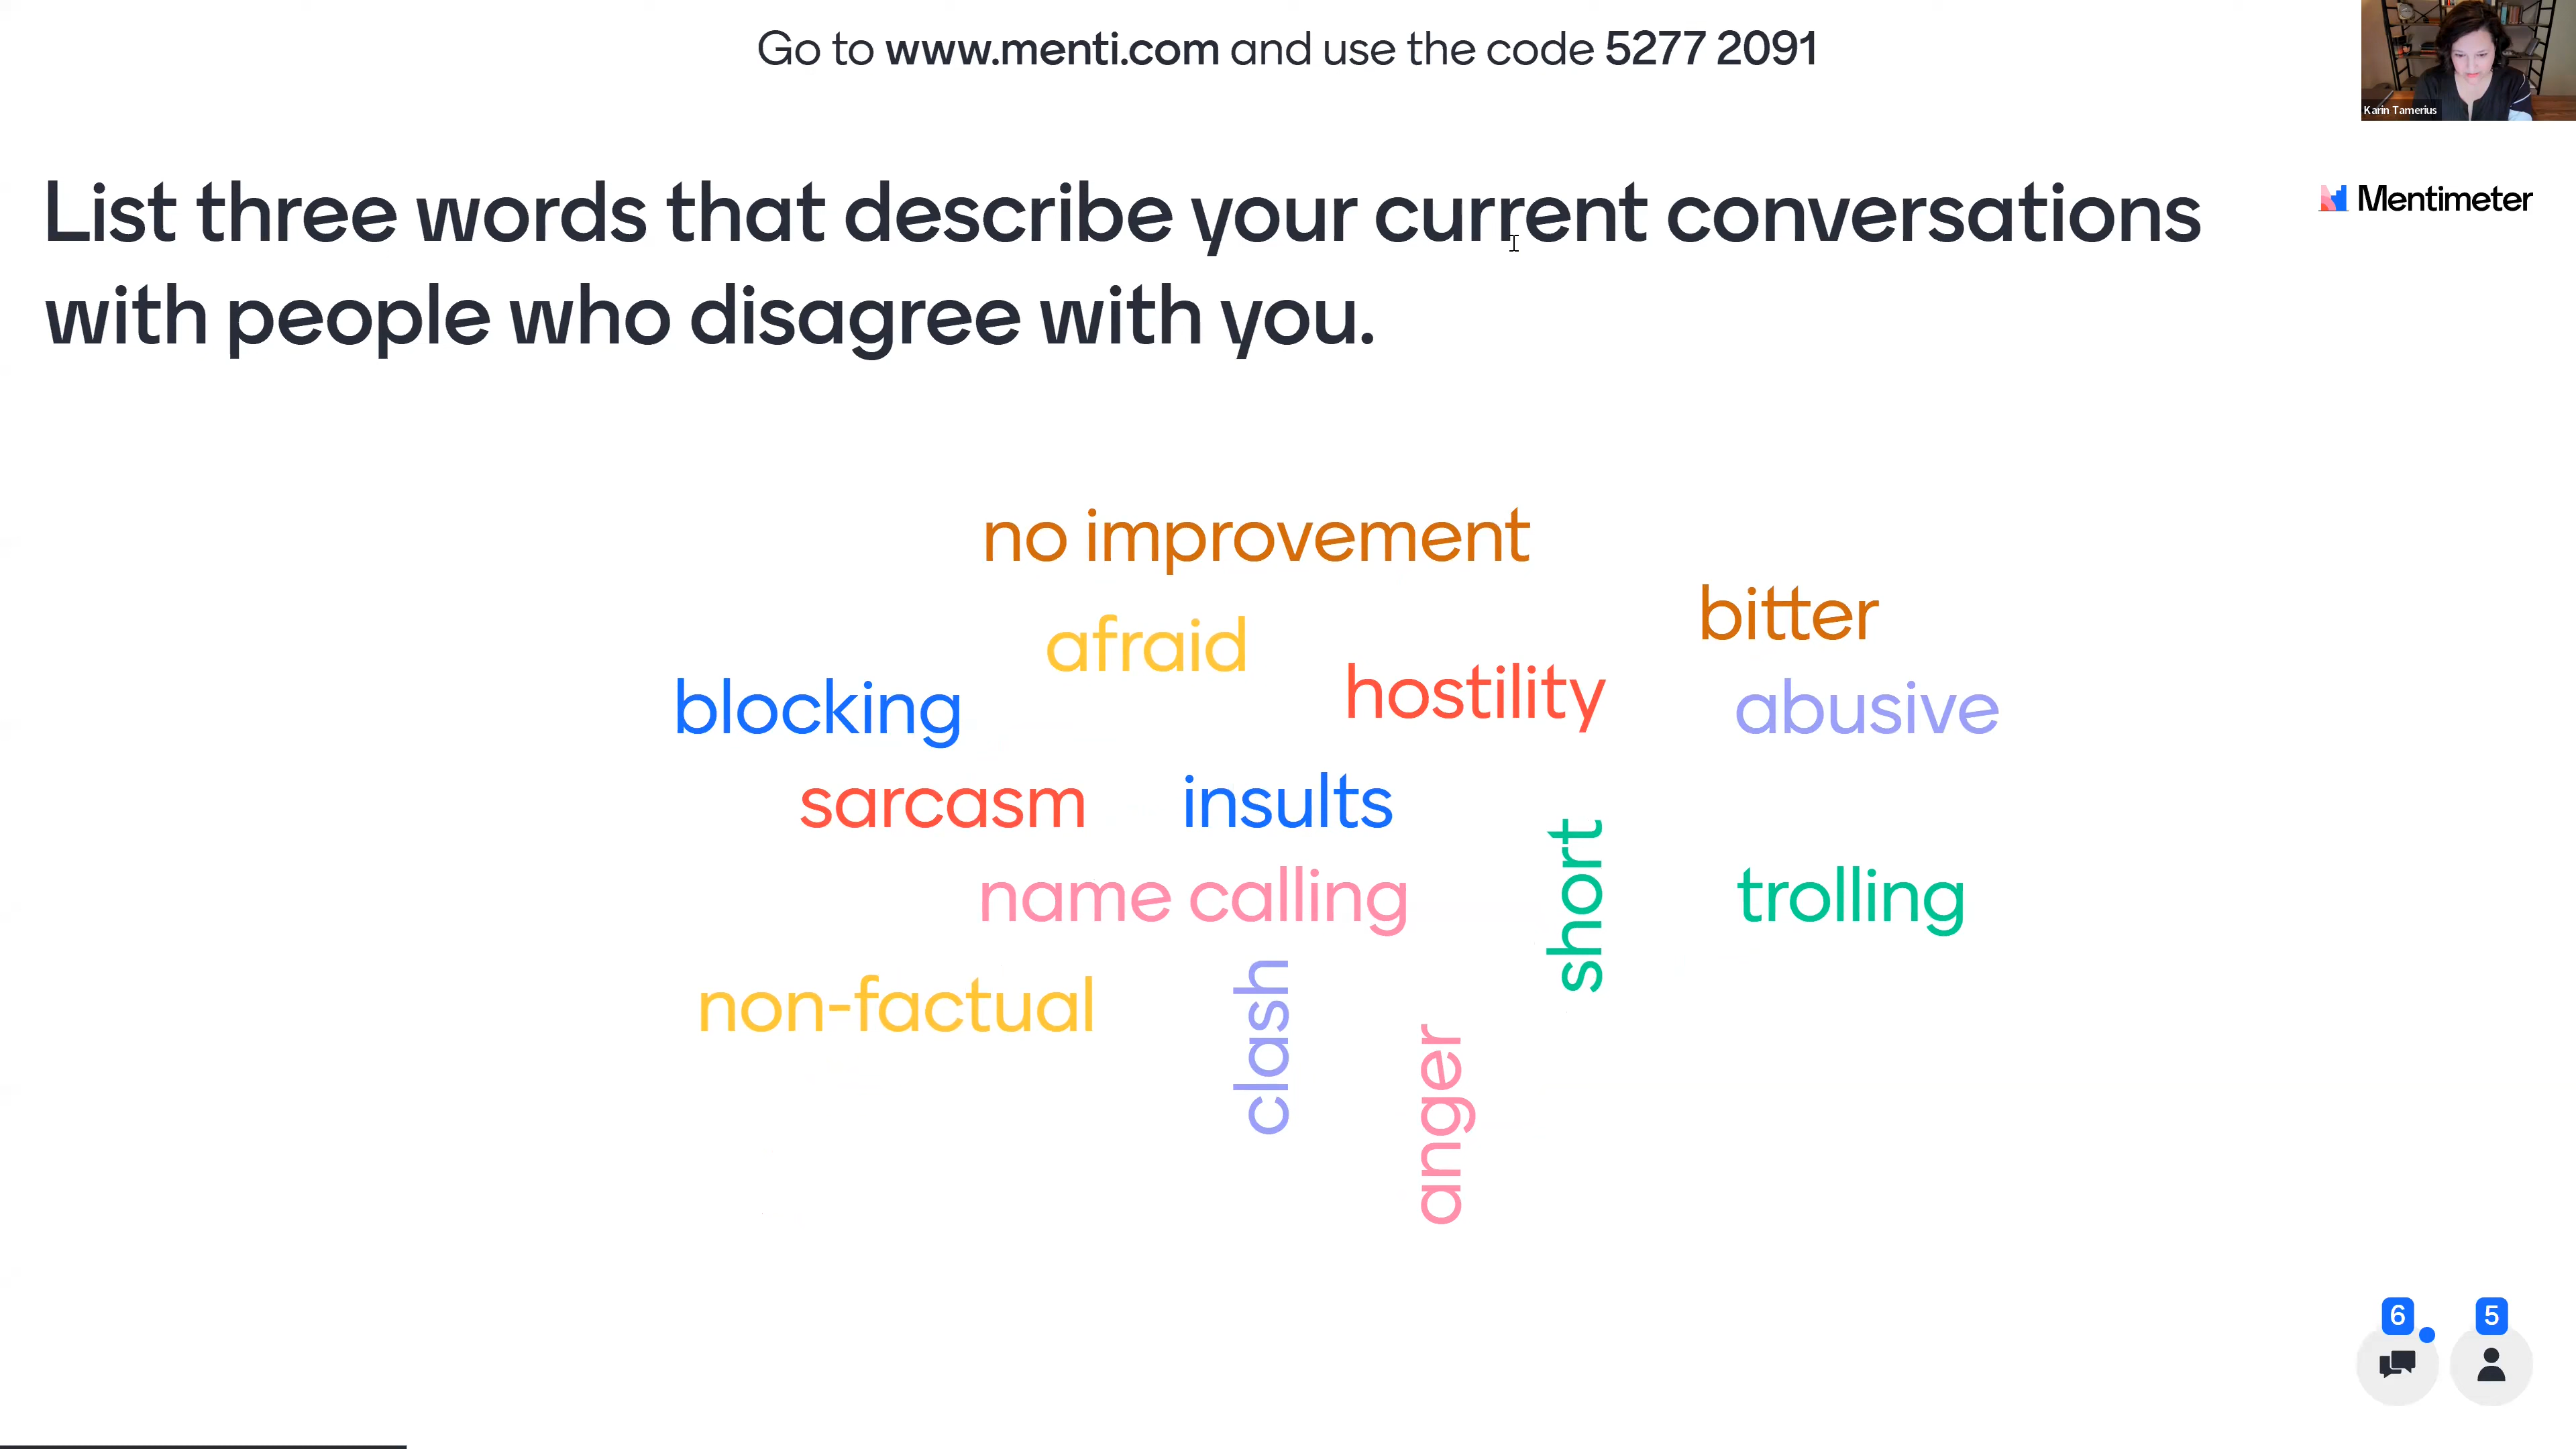 Go to www.menti.com and use the code 5277 2091
Karin Tamerius
List three words that describe your current conversations
with people who disagree with you.
Mentimeter
no improvement
bitter
afraid
hostility
blocking
abusive
sarcasm
insults
short
name calling
trolling
non-factual
clash
anger
6
5